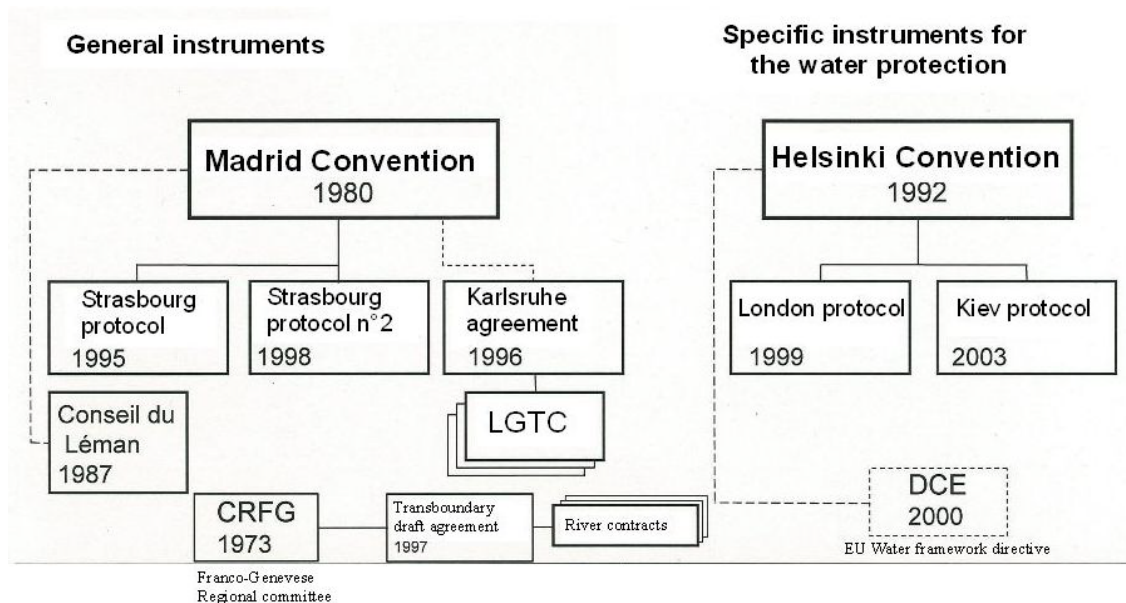 General instruments
Specific instruments for
the water protection
Madrid Convention
1980
Helsinki Convention
1992
Strasbourg
protocol
1995
Strasbourg
protocol n°2
1998
Karlsruhe
agreement
1996
London protocol
1999
Kiev protocol
2003
Conseil du
Léman
1987
LGTC
CRFG
1973
Franco-Genevese
Regional committee
Transboundary
draft agreement
1997
River contracts
DCE
2000
EU Water framework directive